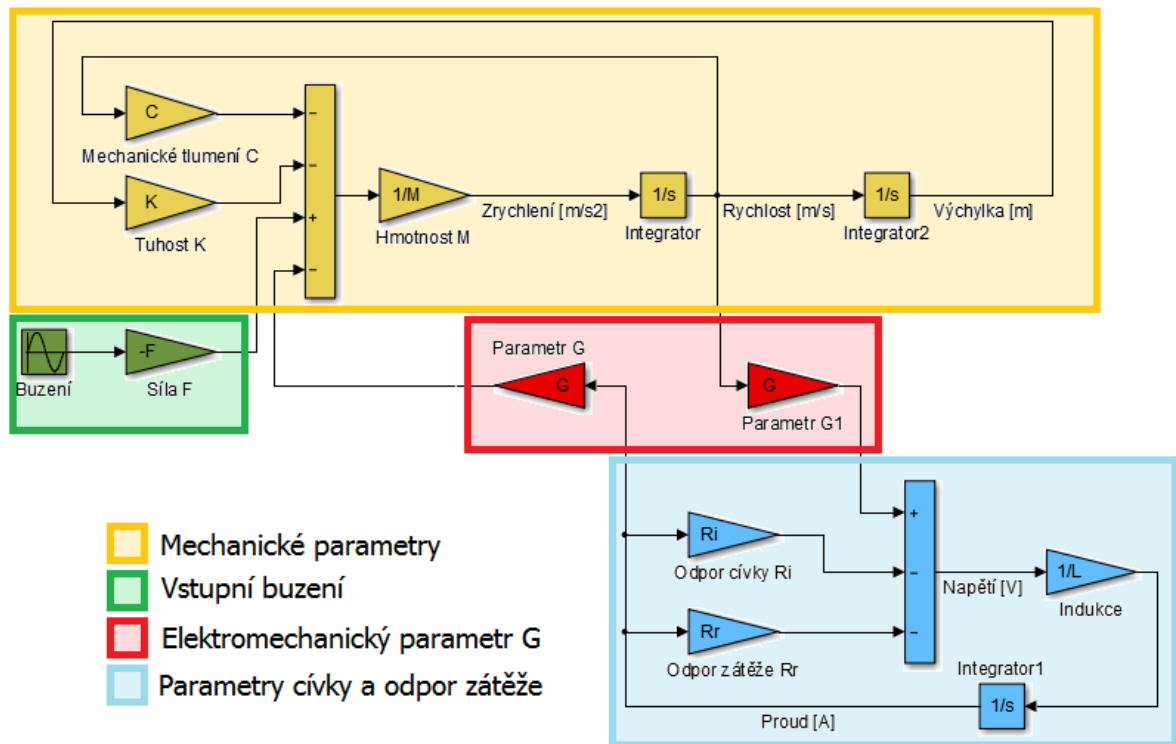 C
−
Mechanické tlumení C
−
K
1/M
Zrychlení [m/s2]
1/s
Rychlost [m/s]
1/s
Výchylka [m]
+
Integrator
Integrator2
Tuhost K
Hmotnost M
−
Parametr G
-F
G
G
Buzení
Síla F
Parametr G1
+
Ri
Odpor cívky Ri
−
Napětí [V]
1/L
Indukce
Rr
−
Odpor zátěže Rr
Integrator1
1/s
Proud [A]
Mechanické parametry
Vstupní buzení
Elektromechanický parametr G
Parametry cívky a odpor zátěže